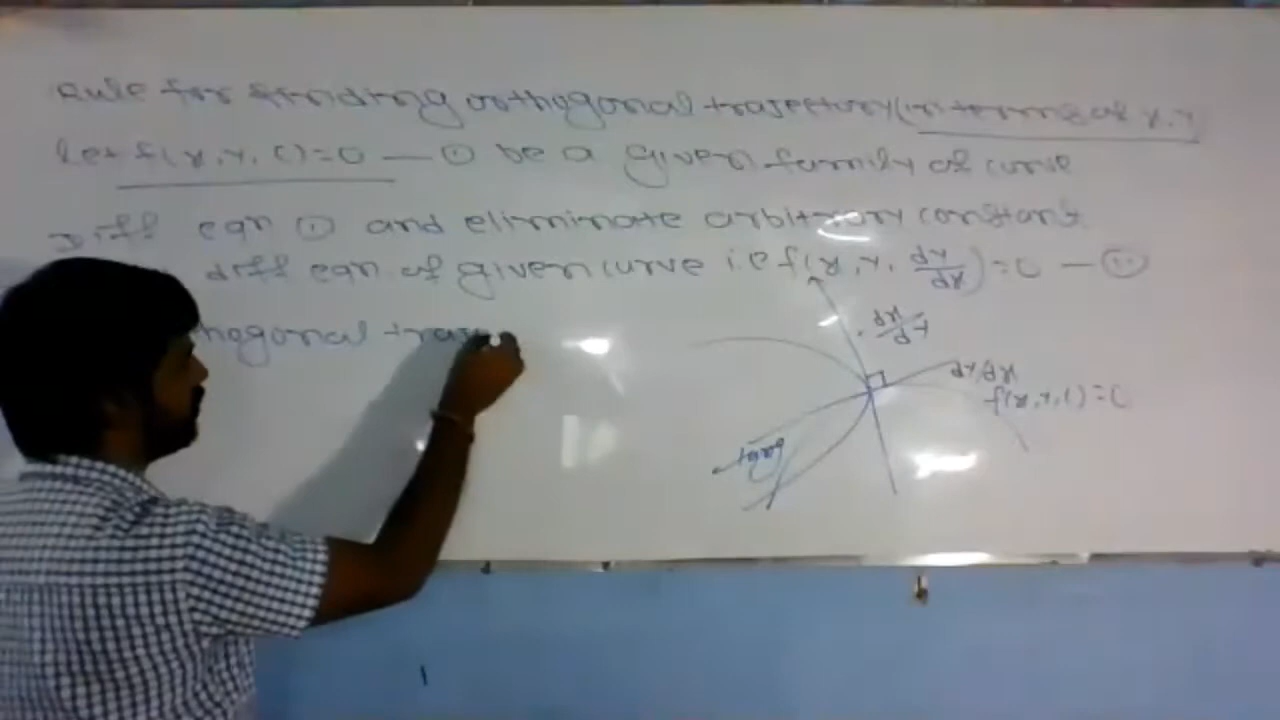 Rule for finding orthogonal trajectory (in terms of x, y
let f(x, y, c) = 0 — ① be a given family of curve
Diff eqn ① and eliminate arbitrary constant
diff eqn of given curve i.e f(x, y, dy/dx) = 0 — ②
hogonal traj
dx/dy
dy/dx
f(x, y, c) = 0